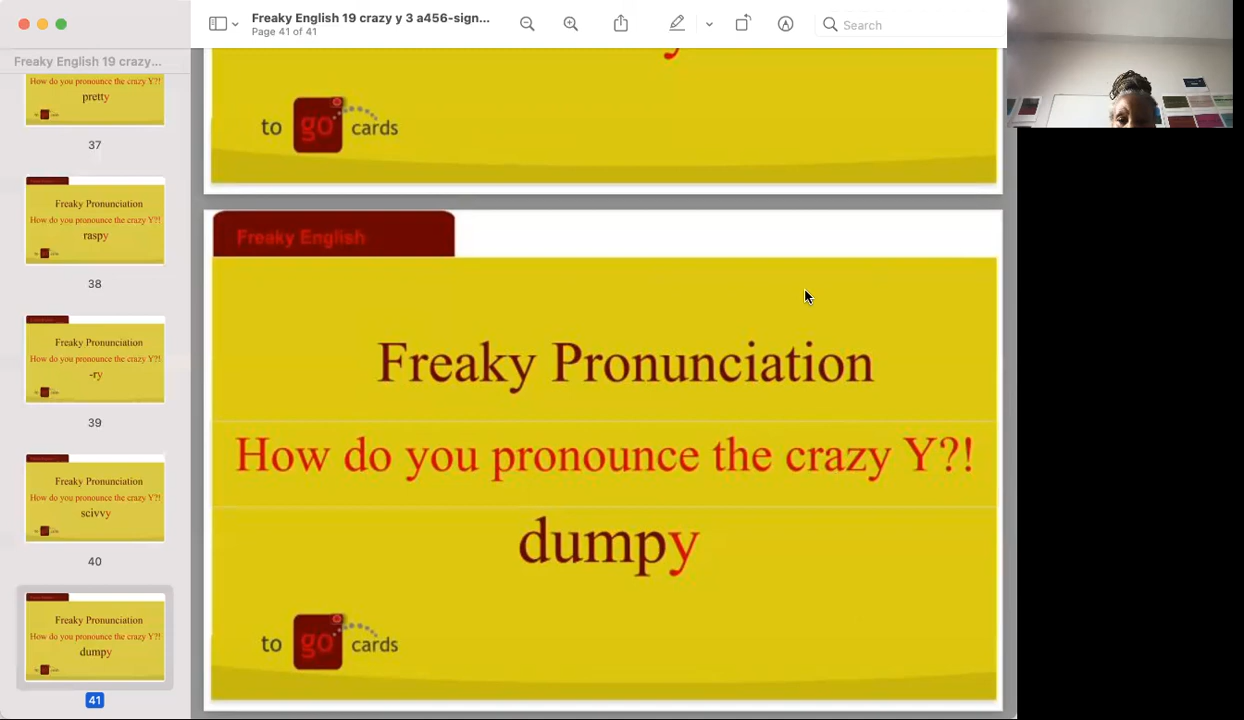 Freaky English 19 crazy y 3 a456-sign...
Page 41 of 41
Search
Freaky English 19 crazy...
How do you pronounce the crazy Y?!
pretty
37
Freaky Pronunciation
How do you pronounce the crazy Y?!
raspy
38
Freaky Pronunciation
How do you pronounce the crazy Y?!
-ry
39
Freaky Pronunciation
How do you pronounce the crazy Y?!
scivvy
40
Freaky Pronunciation
How do you pronounce the crazy Y?!
dumpy
41
y
to go cards
Freaky English
Freaky Pronunciation
How do you pronounce the crazy Y?!
dumpy
to go cards